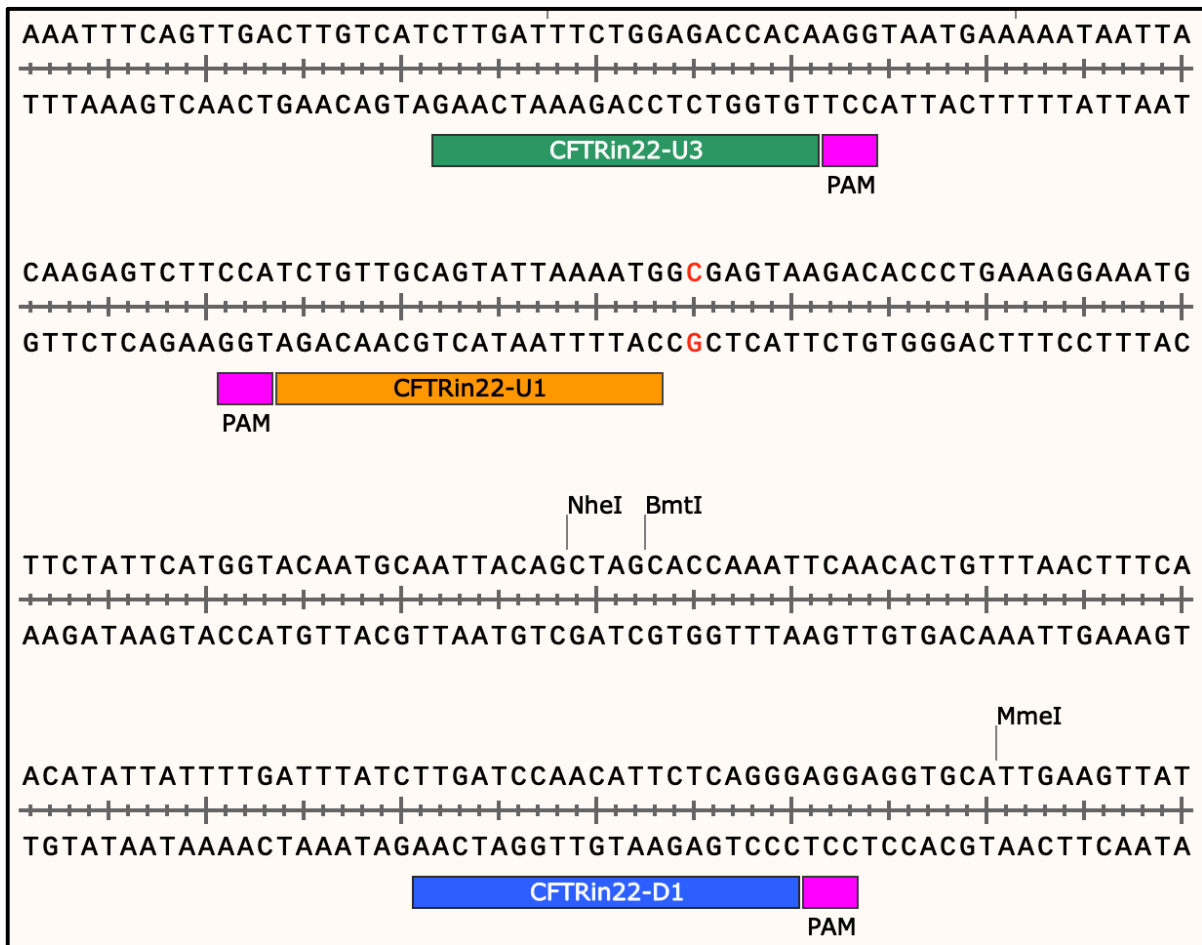 AAATTTCAGTTGACTTGTCATCTTGATTTCTGGAGACCACAAGGTAATGAAAAATAATTA
TTTAAAGTCAACTGAACAGTAGAACTAAAGACCTCTGGTGTTCCATTACTTTTTATTAAT
CFTRin22-U3
PAM
CAAGAGTCTTCCATCTGTTGCAGTATTAAAATGGCGAGTAAGACACCCTGAAAGGAAATG
GTTCTCAGAAGGTAGACAACGTCATAATTTTACCGCTCATTCTGTGGGACTTTCCTTTAC
CFTRin22-U1
PAM
NheI BmtI
TTCTATTCATGGTACAATGCAATTACAGCTAGCACCAAATTCAACACTGTTTAACTTTCA
AAGATAAGTACCATGTTACGTTAATGTCGATCGTGGTTTAAGTTGTGACAAATTGAAAGT
MmeI
ACATATTATTTTGATTTATCTTGATCCAACATTCTCAGGGAGGAGGTGCATTGAAGTTAT
TGTATAATAAAACTAAATAGAACTAGGTTGTAAGAGTCCCTCCTCCACGTAACTTCAATA
CFTRin22-D1
PAM